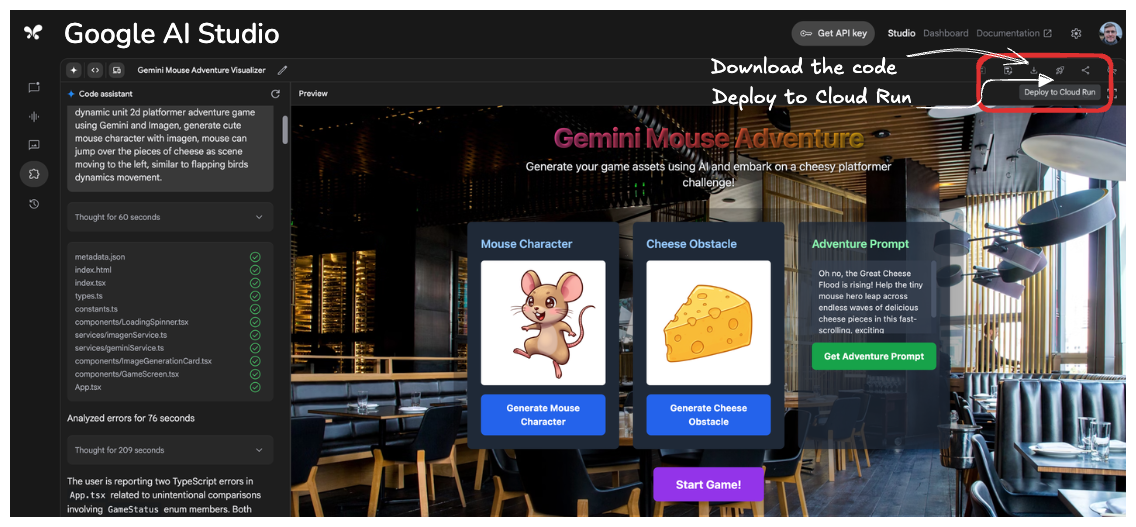 Google AI Studio
Get API key
Studio
Dashboard
Documentation
Gemini Mouse Adventure Visualizer
Download the code
Deploy to Cloud Run
Deploy to Cloud Run
Code assistant
dynamic unit 2d platformer adventure game
using Gemini and Imagen, generate cute
mouse character with imagen, mouse can
jump over the pieces of cheese as scene
moving to the left, similar to flapping birds
dynamics movement.
Thought for 60 seconds
metadata.json
index.html
index.tsx
types.ts
constants.ts
components/LoadingSpinner.tsx
services/imagenService.ts
services/geminiService.ts
components/ImageGenerationCard.tsx
components/GameScreen.tsx
App.tsx
Analyzed errors for 76 seconds
Thought for 209 seconds
The user is reporting two TypeScript errors in
App.tsx related to unintentional comparisons
involving GameStatus enum members. Both
Preview
Gemini Mouse Adventure
Generate your game assets using AI and embark on a cheesy platformer
challenge!
Mouse Character
Generate Mouse
Character
Cheese Obstacle
Generate Cheese
Obstacle
Adventure Prompt
Oh no, the Great Cheese
Flood is rising! Help the tiny
mouse hero leap across
endless waves of delicious
cheese pieces in this fast-
scrolling, exciting
Get Adventure Prompt
Start Game!